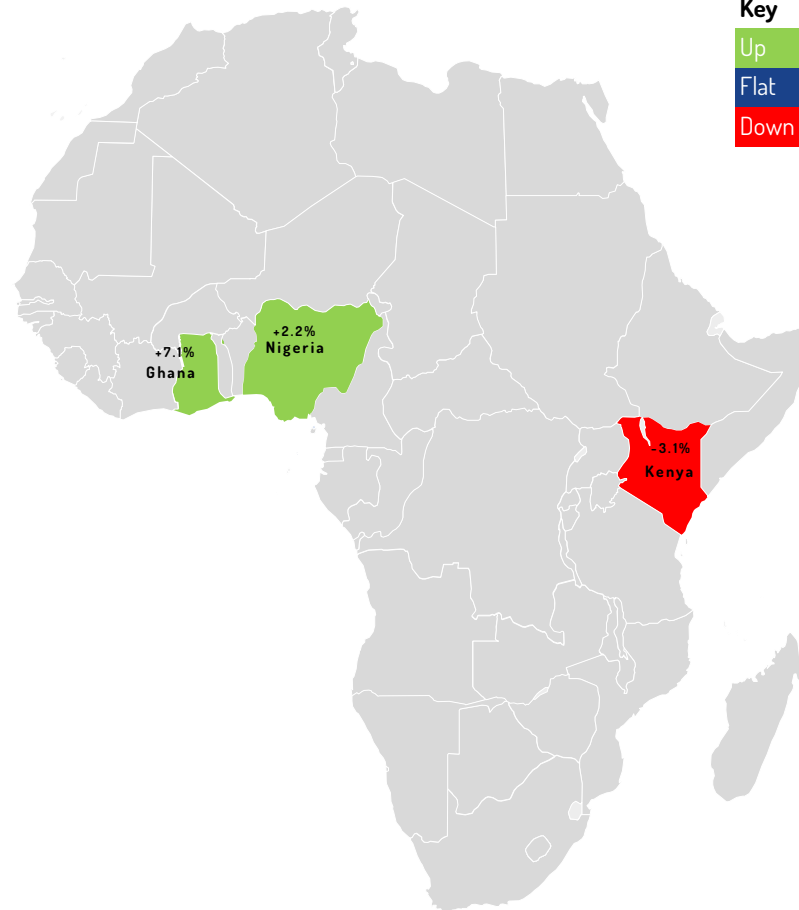 Key
Up
Flat
Down
+2.2%
Nigeria
+7.1%
Ghana
-3.1%
Kenya